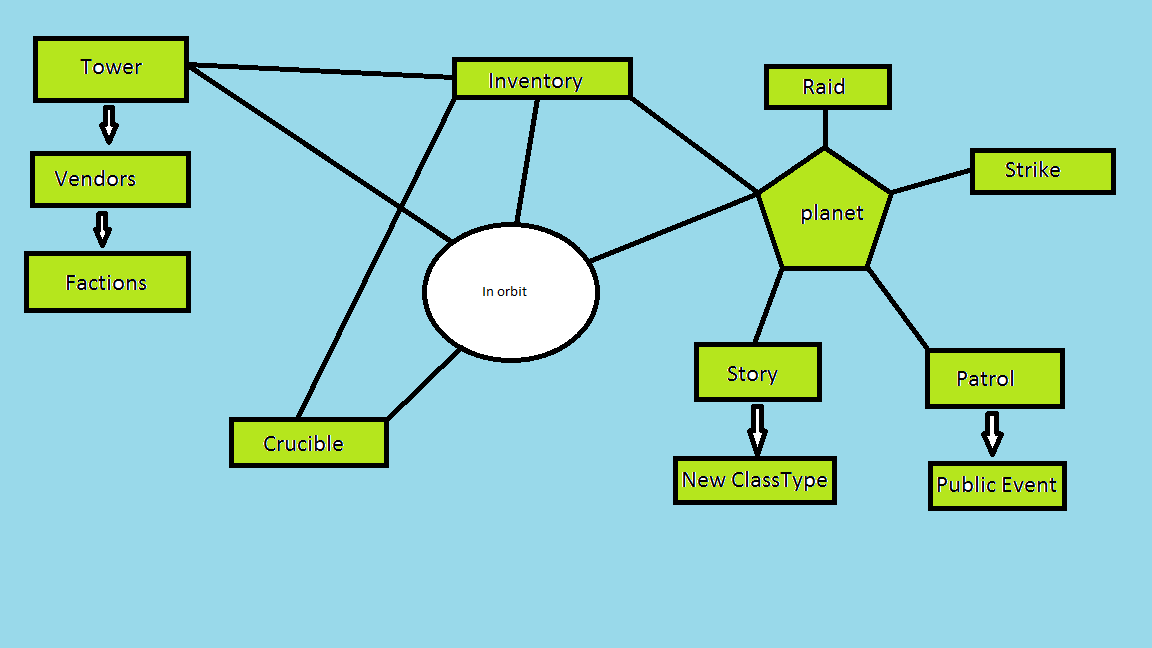 Tower
Inventory
Raid
Vendors
Strike
planet
Factions
In orbit
Story
Patrol
Crucible
New ClassType
Public Event